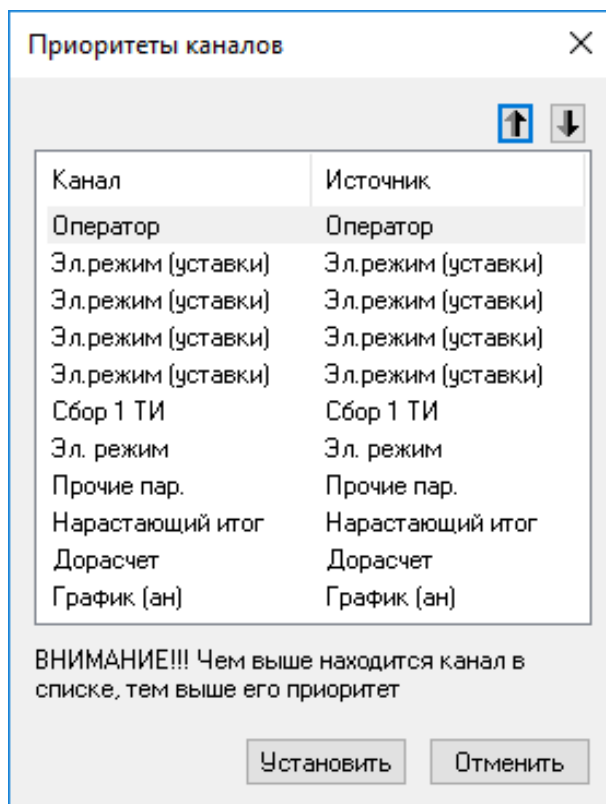 Приоритеты каналов
Канал Источник
Оператор Оператор
Эл.режим (уставки) Эл.режим (уставки)
Эл.режим (уставки) Эл.режим (уставки)
Эл.режим (уставки) Эл.режим (уставки)
Эл.режим (уставки) Эл.режим (уставки)
Сбор 1 ТИ Сбор 1 ТИ
Эл. режим Эл. режим
Прочие пар. Прочие пар.
Нарастающий итог Нарастающий итог
Дорасчет Дорасчет
График (ан) График (ан)
ВНИМАНИЕ!!! Чем выше находится канал в
списке, тем выше его приоритет
Установить Отменить